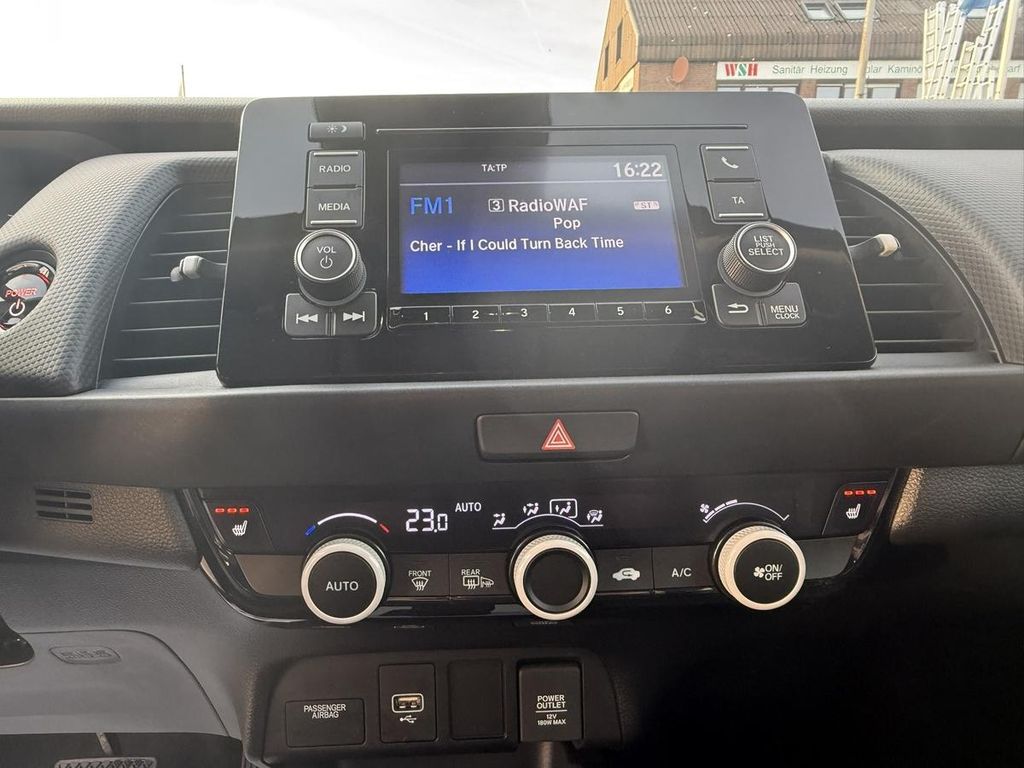 WSH Sanitär Heizung
RADIO
MEDIA
VOL
TA:TP
16:22
FM1
3 RadioWAF
ST
Pop
Cher - If I Could Turn Back Time
1 2 3 4 5 6
TA
LIST
PUSH
SELECT
MENU
CLOCK
POWER
23.0
AUTO
AUTO
FRONT
REAR
A/C
ON/
OFF
PASSENGER
AIRBAG
POWER
OUTLET
12V
180W MAX